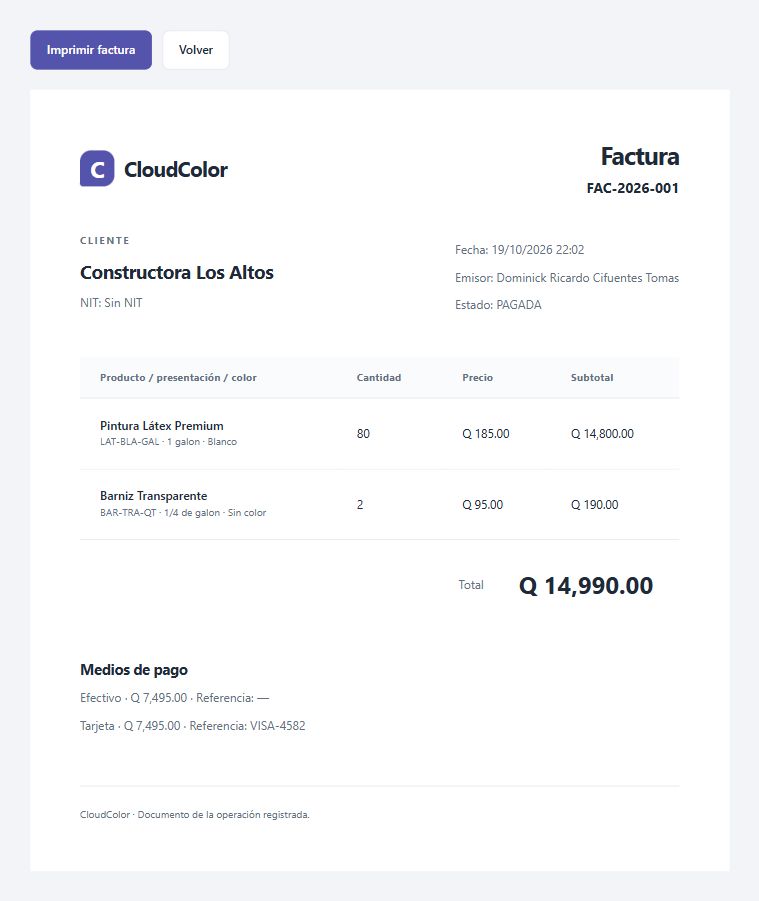 Imprimir factura
Volver
C CloudColor
Factura
FAC-2026-001
CLIENTE
Constructora Los Altos
NIT: Sin NIT
Fecha: 19/10/2026 22:02
Emisor: Dominick Ricardo Cifuentes Tomas
Estado: PAGADA
Producto / presentación / color Cantidad Precio Subtotal
Pintura Látex Premium
LAT-BLA-GAL · 1 galon · Blanco
80 Q 185.00 Q 14,800.00
Barniz Transparente
BAR-TRA-QT · 1/4 de galon · Sin color
2 Q 95.00 Q 190.00
Total Q 14,990.00
Medios de pago
Efectivo · Q 7,495.00 · Referencia: —
Tarjeta · Q 7,495.00 · Referencia: VISA-4582
CloudColor · Documento de la operación registrada.